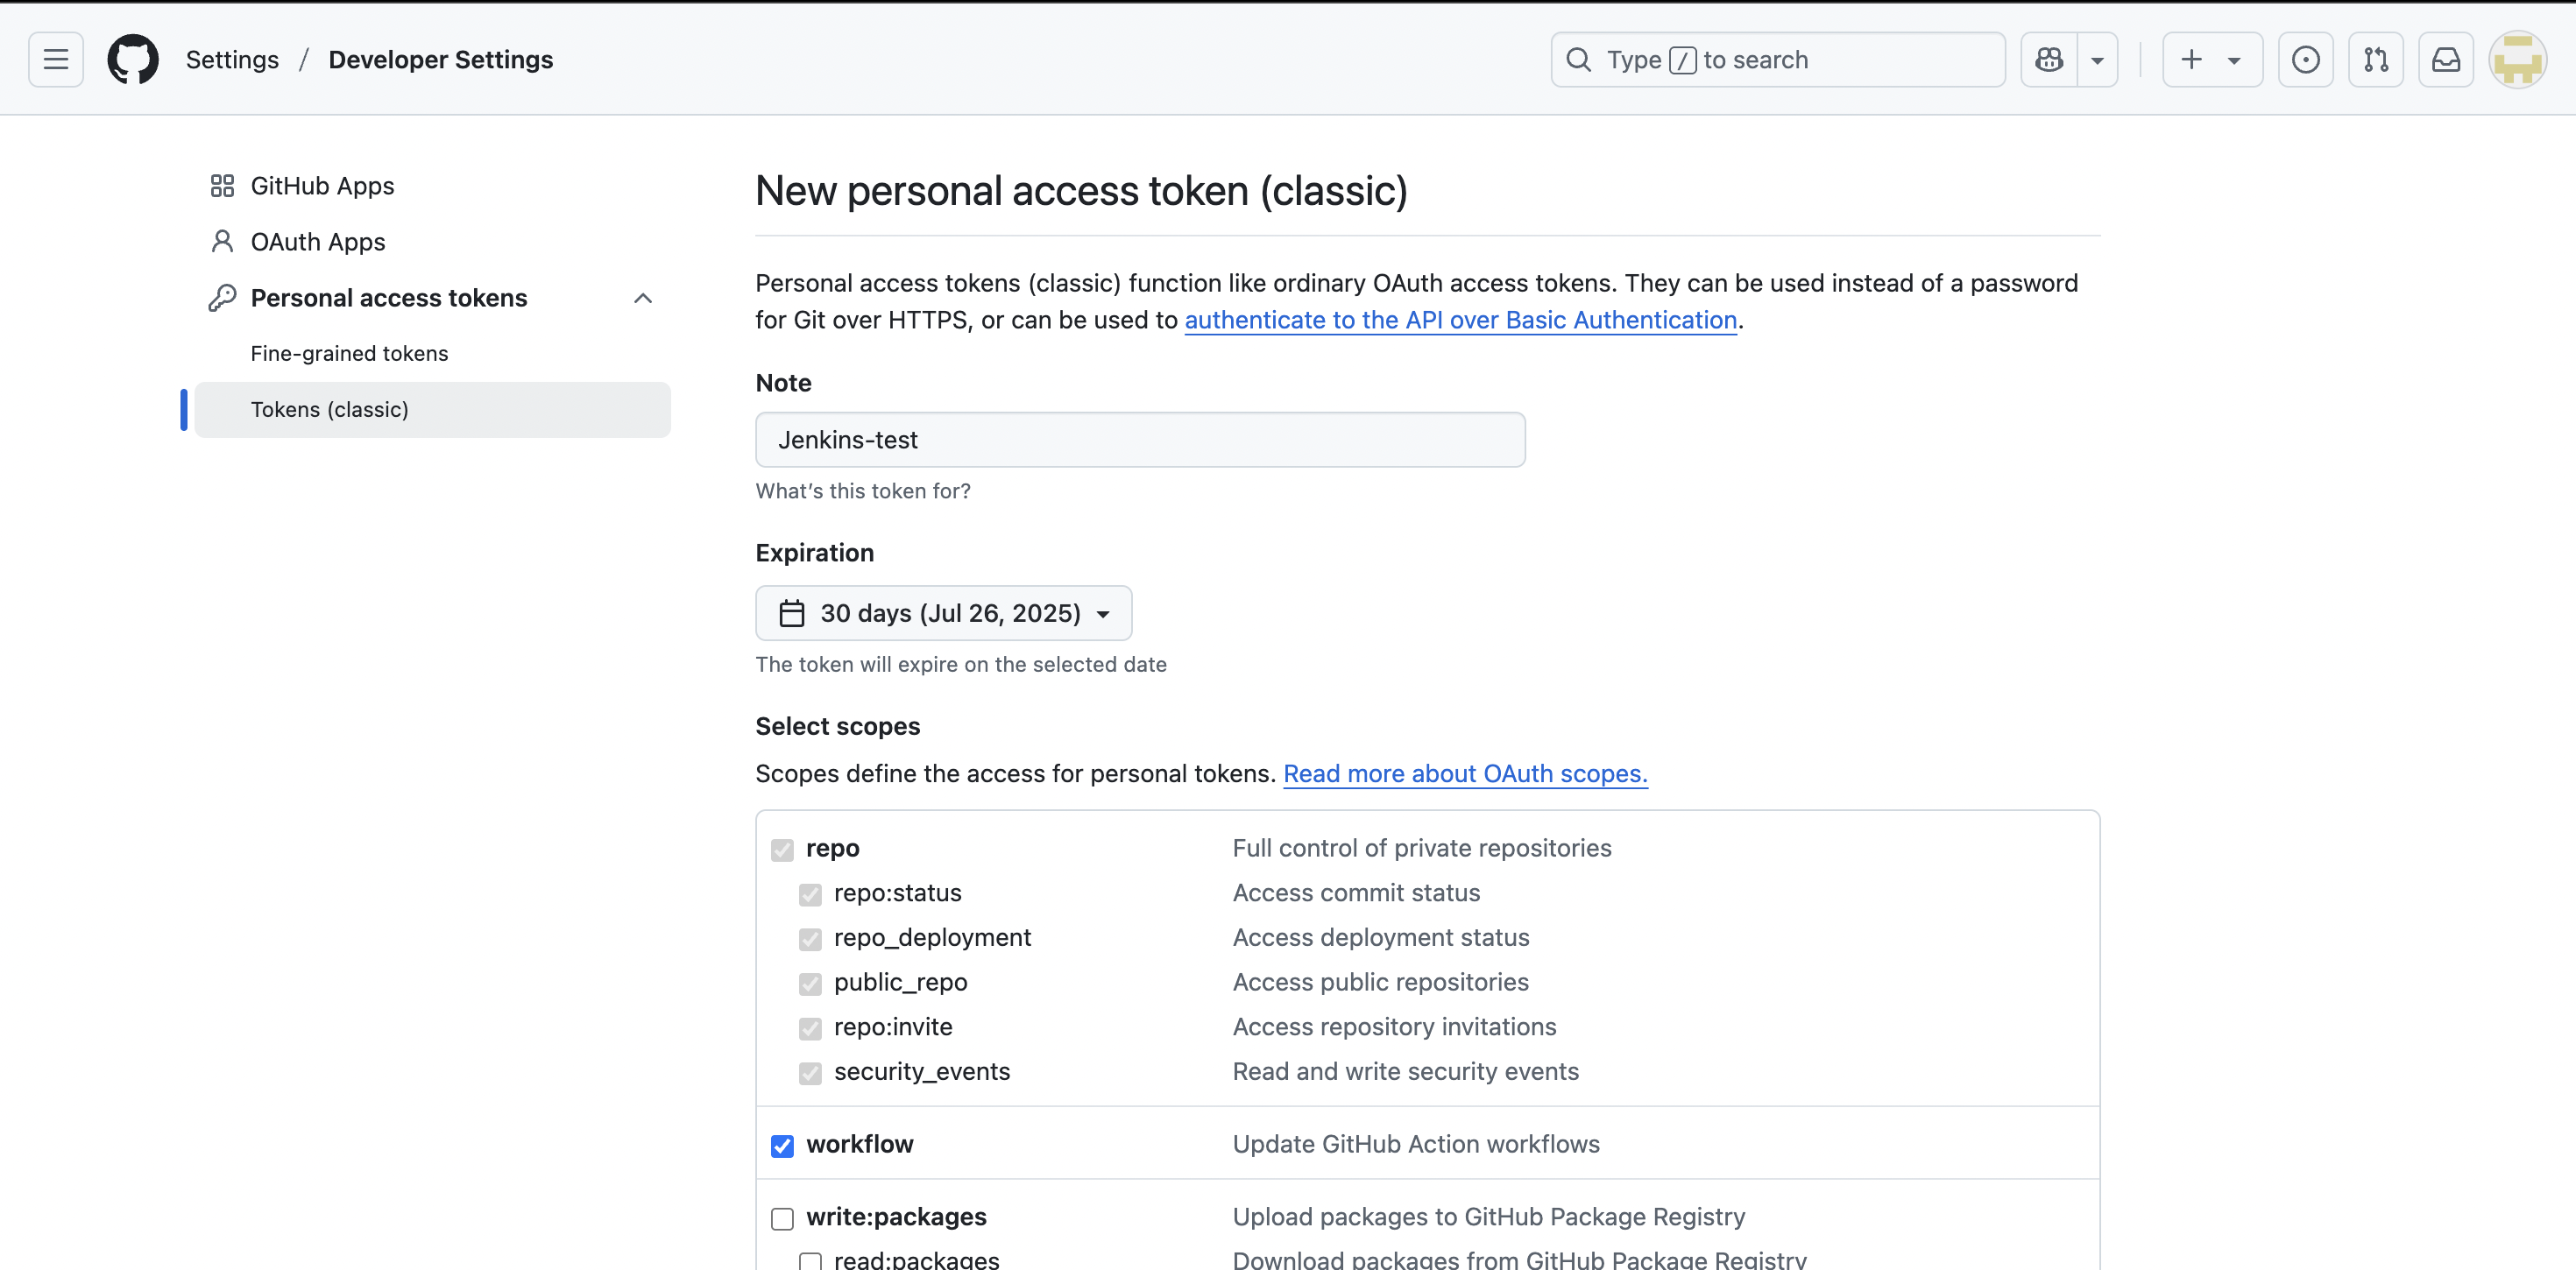 Settings / Developer Settings
Type / to search
GitHub Apps
OAuth Apps
Personal access tokens
Fine-grained tokens
Tokens (classic)
New personal access token (classic)
Personal access tokens (classic) function like ordinary OAuth access tokens. They can be used instead of a password
for Git over HTTPS, or can be used to authenticate to the API over Basic Authentication.
Note
Jenkins-test
What's this token for?
Expiration
30 days (Jul 26, 2025)
The token will expire on the selected date
Select scopes
Scopes define the access for personal tokens. Read more about OAuth scopes.
repo Full control of private repositories
repo:status Access commit status
repo_deployment Access deployment status
public_repo Access public repositories
repo:invite Access repository invitations
security_events Read and write security events
workflow Update GitHub Action workflows
write:packages Upload packages to GitHub Package Registry
read:packages Download packages from GitHub Package Registry